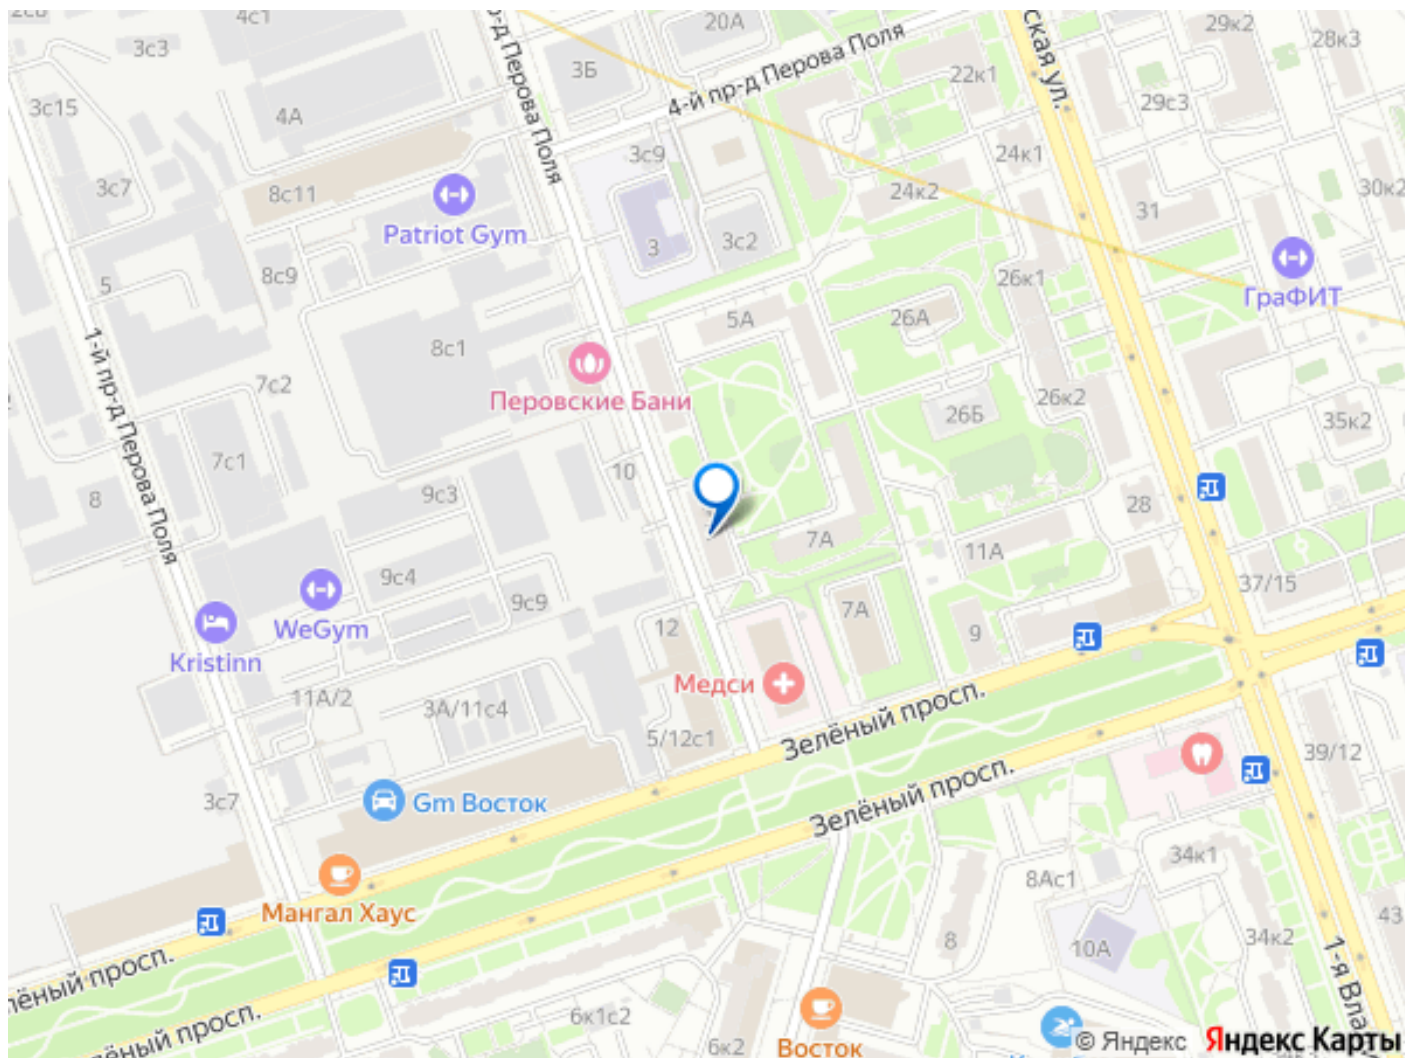 4с1
20А
29к2
28к3
ская ул.
3с3
3Б
22к1
4-й пр-д Перова Поля
-д Перова Поля
3с15
4А
29с3
3с9
24к1
3с7
8с11
24к2
30к2
31
Patriot Gym
3
3с2
8с9
26к1
5
ГраФИТ
5А
26А
1-й пр-д Перова Поля
8с1
7с2
Перовские Бани
26к2
26Б
35к2
7с1
10
9с3
8
28
7А
11А
9с4
37/15
9с9
7А
WeGym
12
9
Kristinn
Медси
11А/2
3А/11с4
Зелёный просп.
5/12с1
39/12
3с7
Gm Восток
Зелёный просп.
34к1
8Ас1
Мангал Хаус
43
34к2
8
10А
лёный просп.
6к1с2
1-я Вла
ёный просп.
6к2
Восток
© Яндекс
Яндекс Карты